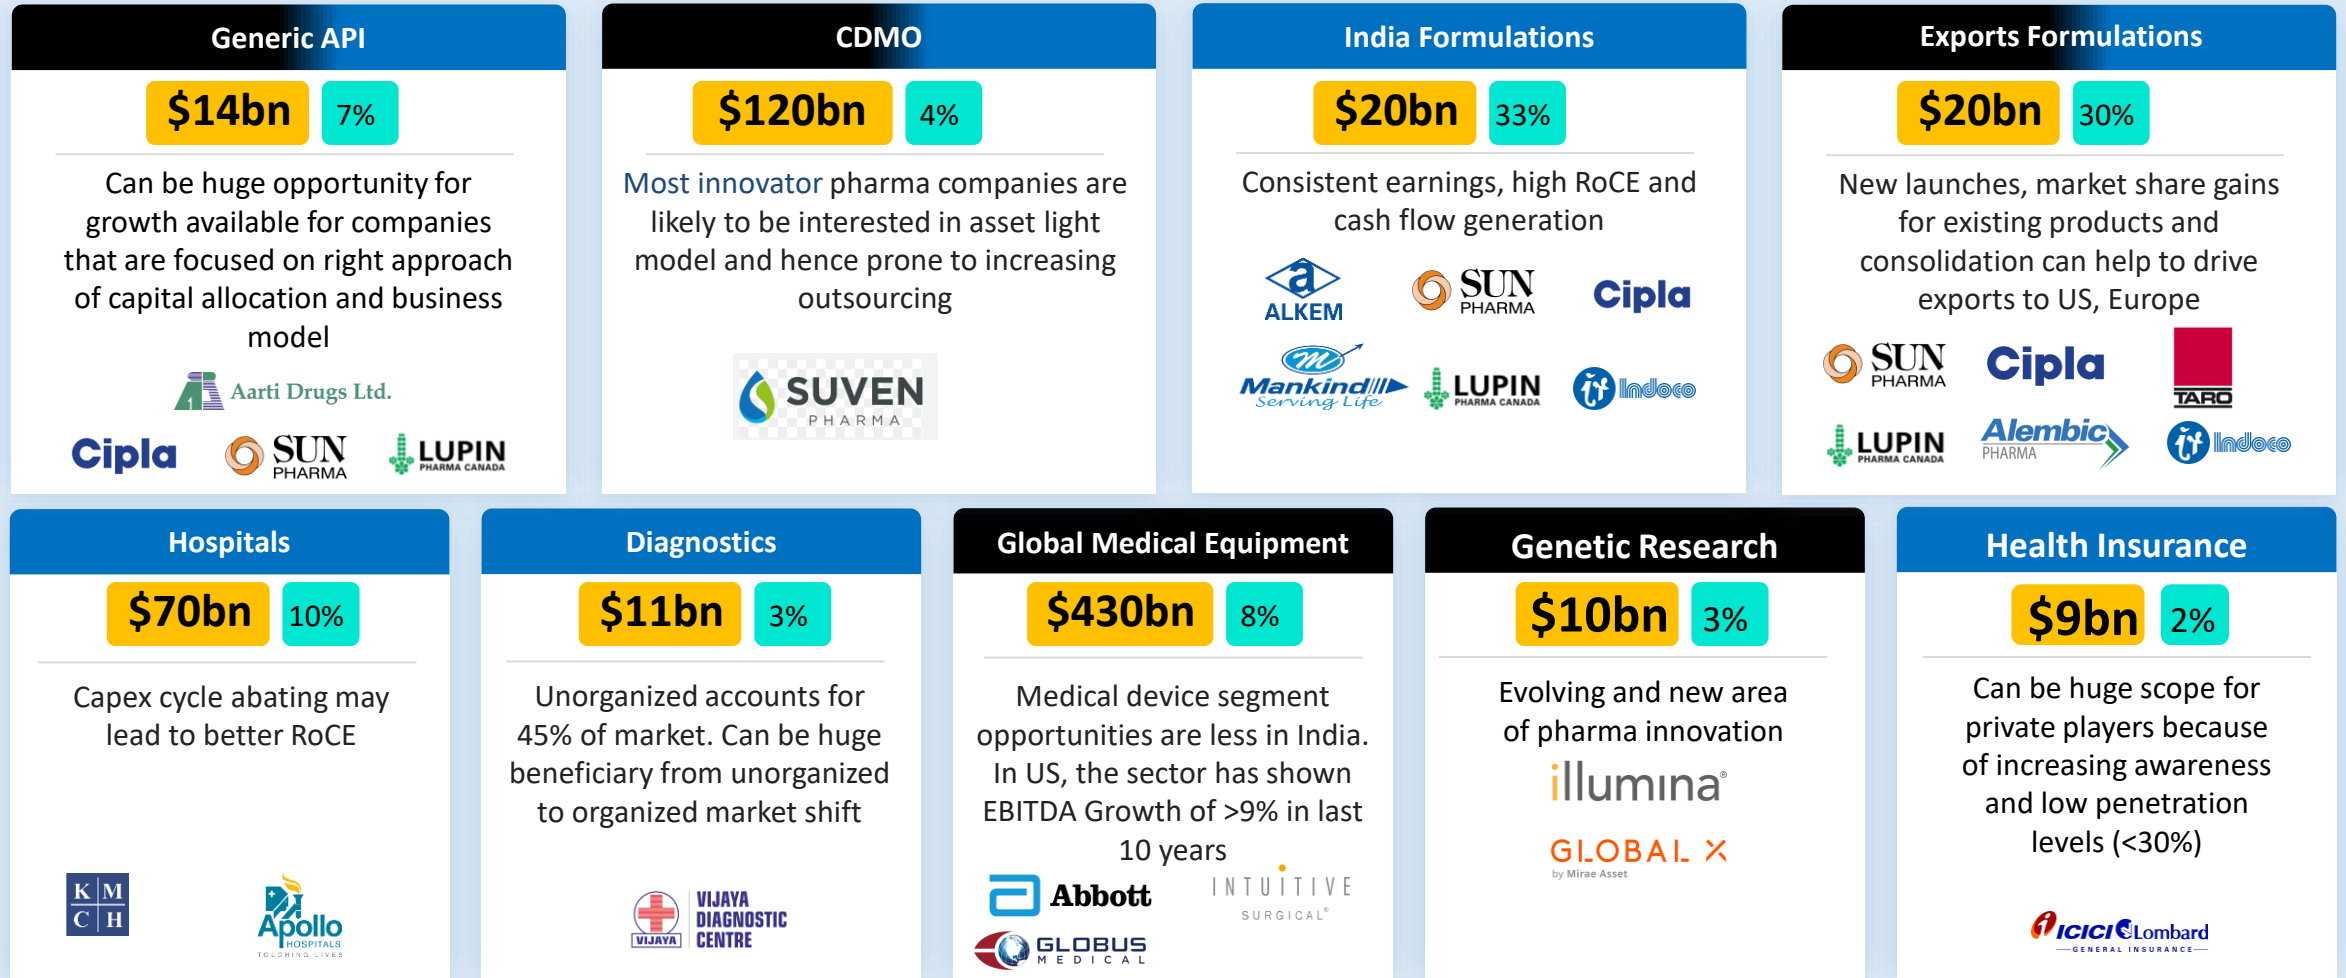 Generic API
$14bn
7%
Can be huge opportunity for
growth available for companies
that are focused on right approach
of capital allocation and business
model
Aarti Drugs Ltd.
Cipla
SUN
PHARMA
LUPIN
PHARMA CANADA
CDMO
$120bn
4%
Most innovator pharma companies are
likely to be interested in asset light
model and hence prone to increasing
outsourcing
SUVEN
PHARMA
India Formulations
$20bn
33%
Consistent earnings, high RoCE and
cash flow generation
a
ALKEM
SUN
PHARMA
Cipla
m
Mankind
Serving Life
LUPIN
PHARMA CANADA
Indoco
Exports Formulations
$20bn
30%
New launches, market share gains
for existing products and
consolidation can help to drive
exports to US, Europe
SUN
PHARMA
Cipla
TARO
LUPIN
PHARMA CANADA
Alembic
PHARMA
Indoco
Hospitals
$70bn
10%
Capex cycle abating may
lead to better RoCE
K M
C H
Apollo
HOSPITALS
TOUCHING LIVES
Diagnostics
$11bn
3%
Unorganized accounts for
45% of market. Can be huge
beneficiary from unorganized
to organized market shift
VIJAYA
VIJAYA
DIAGNOSTIC
CENTRE
Global Medical Equipment
$430bn
8%
Medical device segment
opportunities are less in India.
In US, the sector has shown
EBITDA Growth of >9% in last
10 years
Abbott
INTUITIVE
SURGICAL®
GLOBUS
MEDICAL
Genetic Research
$10bn
3%
Evolving and new area
of pharma innovation
illumina®
GLOBAL X
by Mirae Asset
Health Insurance
$9bn
2%
Can be huge scope for
private players because
of increasing awareness
and low penetration
levels (<30%)
ICICI Lombard
GENERAL INSURANCE